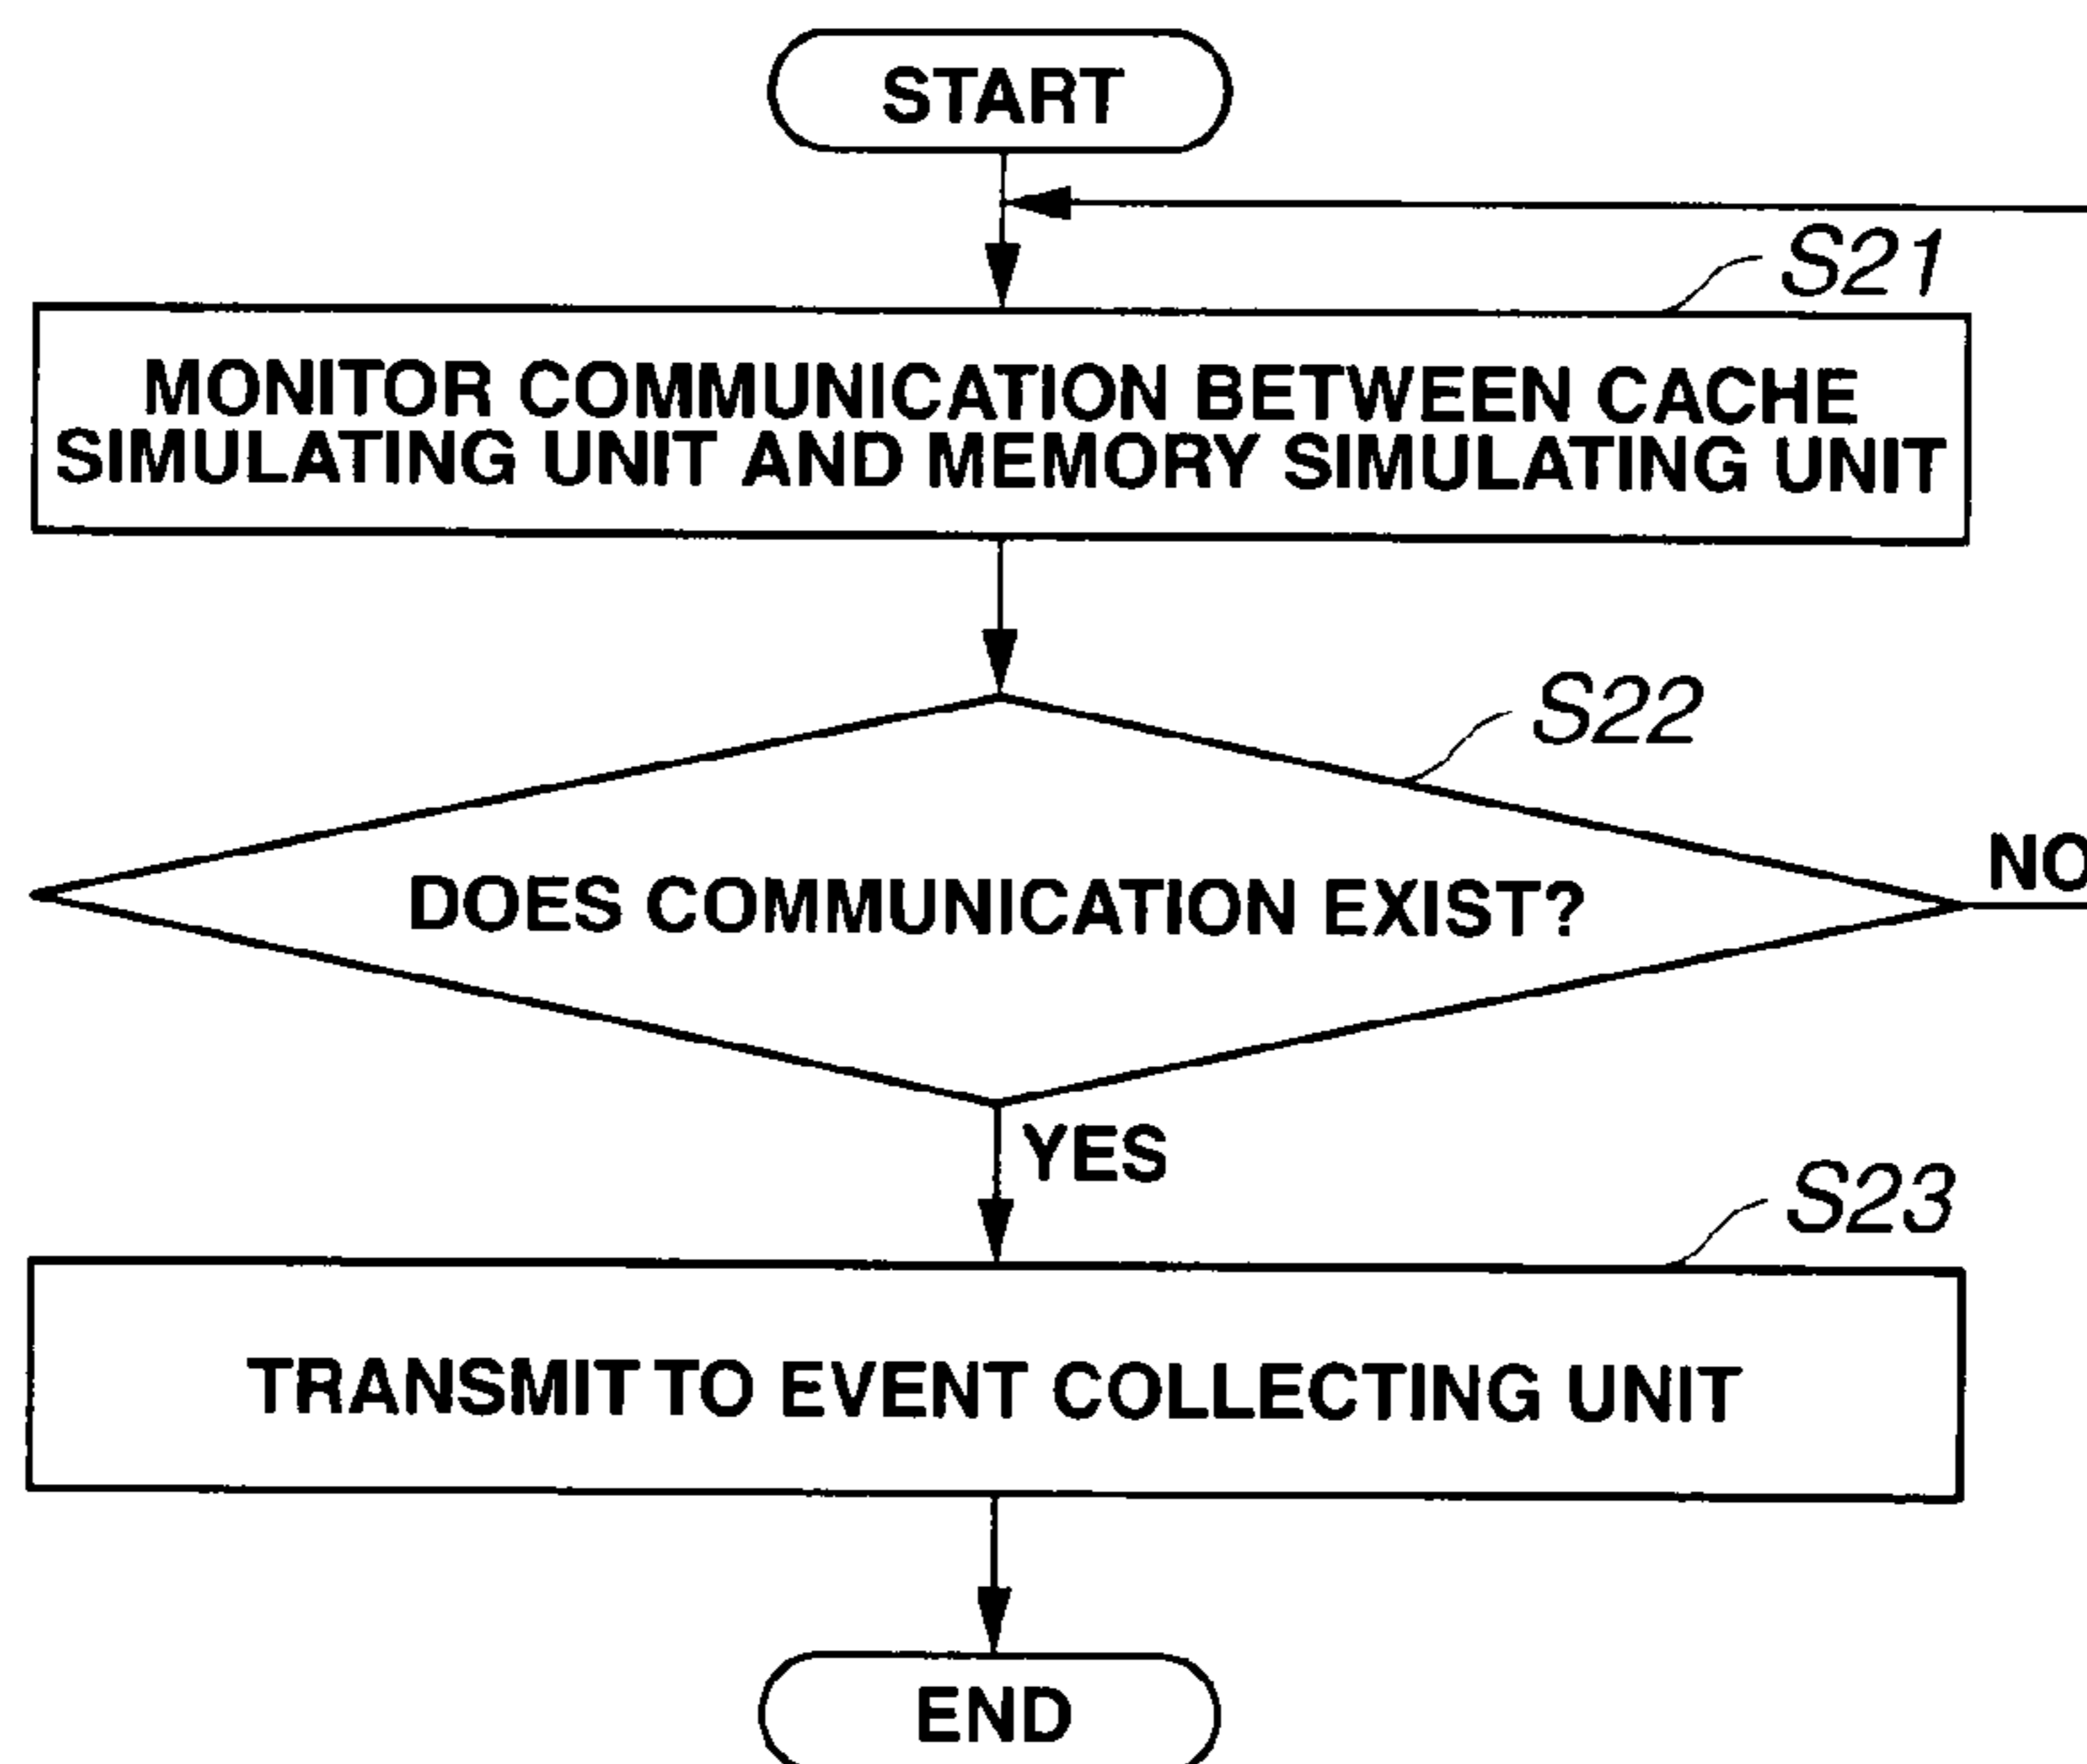 START
S21
MONITOR COMMUNICATION BETWEEN CACHE
SIMULATING UNIT AND MEMORY SIMULATING UNIT
S22
DOES COMMUNICATION EXIST?
NO
YES
S23
TRANSMIT TO EVENT COLLECTING UNIT
END